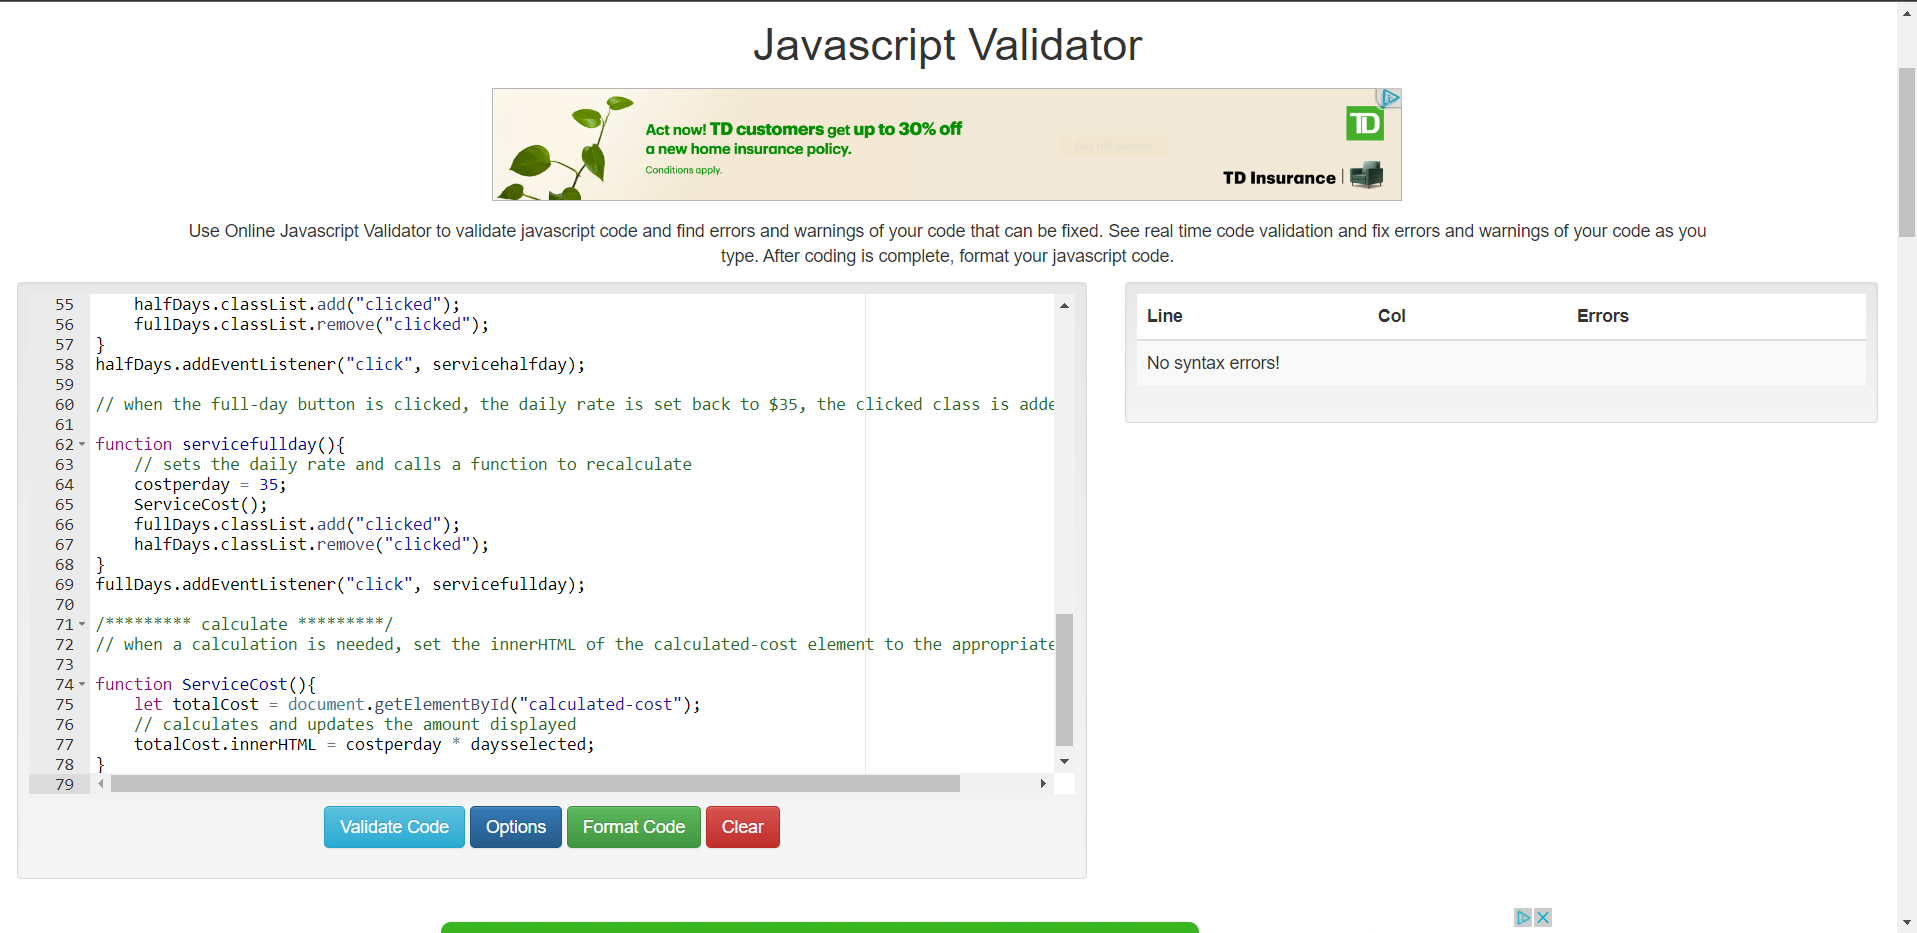 Javascript Validator
Act now! TD customers get up to 30% off
a new home insurance policy.
Conditions apply.
Get full details
TD
TD Insurance
Use Online Javascript Validator to validate javascript code and find errors and warnings of your code that can be fixed. See real time code validation and fix errors and warnings of your code as you
type. After coding is complete, format your javascript code.
55     halfDays.classList.add("clicked");
56     fullDays.classList.remove("clicked");
57 }
58 halfDays.addEventListener("click", servicehalfday);
59
60 // when the full-day button is clicked, the daily rate is set back to $35, the clicked class is adde
61
62 function servicefullday(){
63     // sets the daily rate and calls a function to recalculate
64     costperday = 35;
65     ServiceCost();
66     fullDays.classList.add("clicked");
67     halfDays.classList.remove("clicked");
68 }
69 fullDays.addEventListener("click", servicefullday);
70
71 /********* calculate *********/
72 // when a calculation is needed, set the innerHTML of the calculated-cost element to the appropriate
73
74 function ServiceCost(){
75     let totalCost = document.getElementById("calculated-cost");
76     // calculates and updates the amount displayed
77     totalCost.innerHTML = costperday * daysselected;
78 }
79
Line Col Errors
No syntax errors!
Validate Code Options Format Code Clear